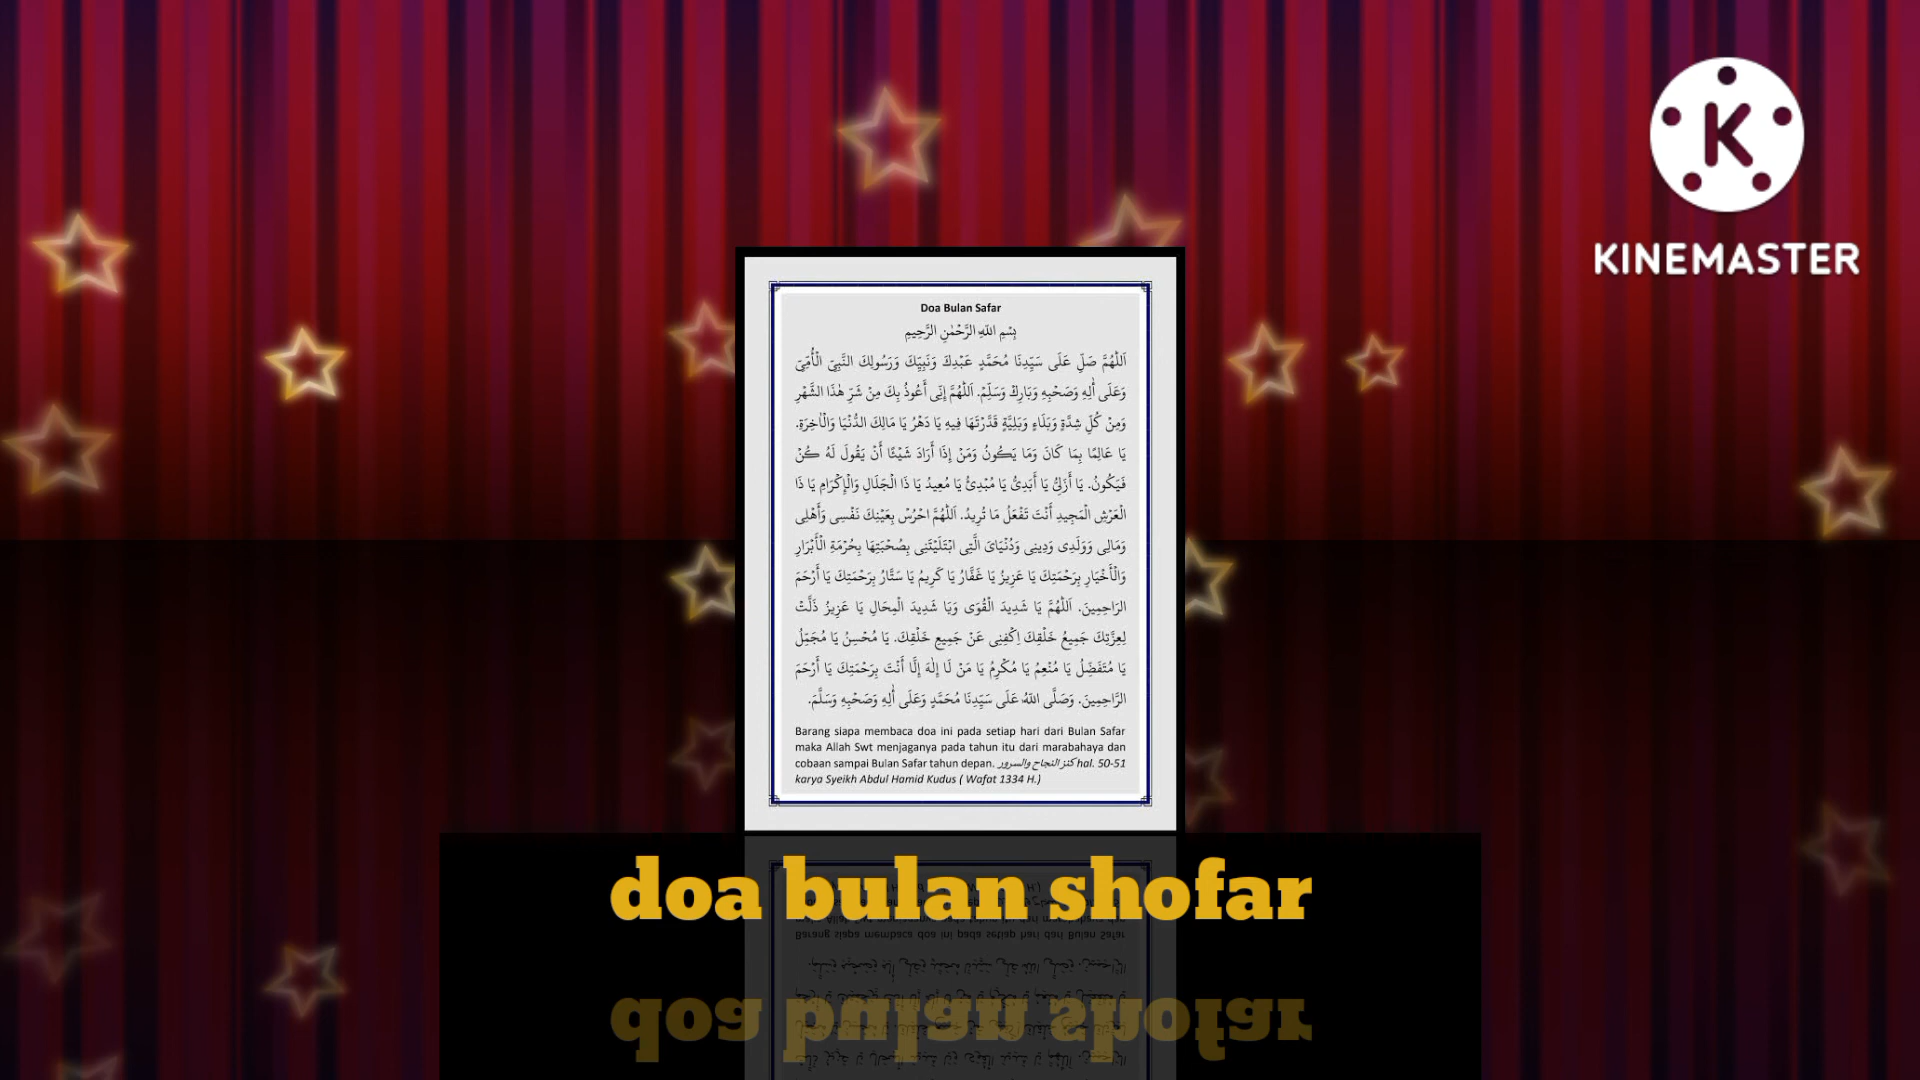 KINEMASTER
Doa Bulan Safar
بِسْمِ اللهِ الرَّحْمٰنِ الرَّحِيمِ
اَللّٰهُمَّ صَلِّ عَلَى سَيِّدِنَا مُحَمَّدٍ عَبْدِكَ وَنَبِيِّكَ وَرَسُولِكَ النَّبِيِّ الْأُمِّيِّ
وَعَلَى أٰلِهِ وَصَحْبِهِ وَبَارِكْ وَسَلِّمْ. اَللّٰهُمَّ إِنِّى أَعُوذُ بِكَ مِنْ شَرِّ هٰذَا الشَّهْرِ
وَمِنْ كُلِّ شِدَّةٍ وَبَلَاءٍ وَبَلِيَّةٍ قَدَّرْتَهَا فِيهِ يَا دَهْرُ يَا مَالِكَ الدُّنْيَا وَالْأٰخِرَةِ.
يَا عَالِمًا بِمَا كَانَ وَمَا يَكُونُ وَمَنْ إِذَا أَرَادَ شَيْئًا أَنْ يَقُولَ لَهُ كُنْ
فَيَكُونُ. يَا أَزَلِىُّ يَا أَبَدِىُّ يَا مُبْدِئُ يَا مُعِيدُ يَا ذَا الْجَلَالِ وَالْإِكْرَامِ يَا ذَا
الْعَرْشِ الْمَجِيدِ أَنْتَ تَفْعَلُ مَا تُرِيدُ. اَللّٰهُمَّ احْرُسْ بِعَيْنِكَ نَفْسِى وَأَهْلِى
وَمَالِى وَوَلَدِى وَدِينِى وَدُنْيَاىَ الَّتِى ابْتَلَيْتَنِى بِصُحْبَتِهَا بِحُرْمَةِ الْأَبْرَارِ
وَالْأَخْيَارِ بِرَحْمَتِكَ يَا عَزِيزُ يَا غَفَّارُ يَا كَرِيمُ يَا سَتَّارُ بِرَحْمَتِكَ يَا أَرْحَمَ
الرَاحِمِينَ. اَللّٰهُمَّ يَا شَدِيدَ الْقُوَى وَيَا شَدِيدَ الْمِحَالِ يَا عَزِيزُ ذَلَّتْ
لِعِزَّتِكَ جَمِيعُ خَلْقِكَ اِكْفِنِى عَنْ جَمِيعِ خَلْقِكَ. يَا مُحْسِنُ يَا مُجَمِّلُ
يَا مُتَفَضِّلُ يَا مُنْعِمُ يَا مُكْرِمُ يَا مَنْ لَا إِلٰهَ إِلَّا أَنْتَ بِرَحْمَتِكَ يَا أَرْحَمَ
الرَّاحِمِينَ. وَصَلَّى اللهُ عَلَى سَيِّدِنَا مُحَمَّدٍ وَعَلَى أٰلِهِ وَصَحْبِهِ وَسَلَّمَ.
Barang siapa membaca doa ini pada setiap hari dari Bulan Safar
maka Allah Swt menjaganya pada tahun itu dari marabahaya dan
cobaan sampai Bulan Safar tahun depan. كنز النجاح والسرور hal. 50-51
karya Syeikh Abdul Hamid Kudus ( Wafat 1334 H.)
doa bulan shofar